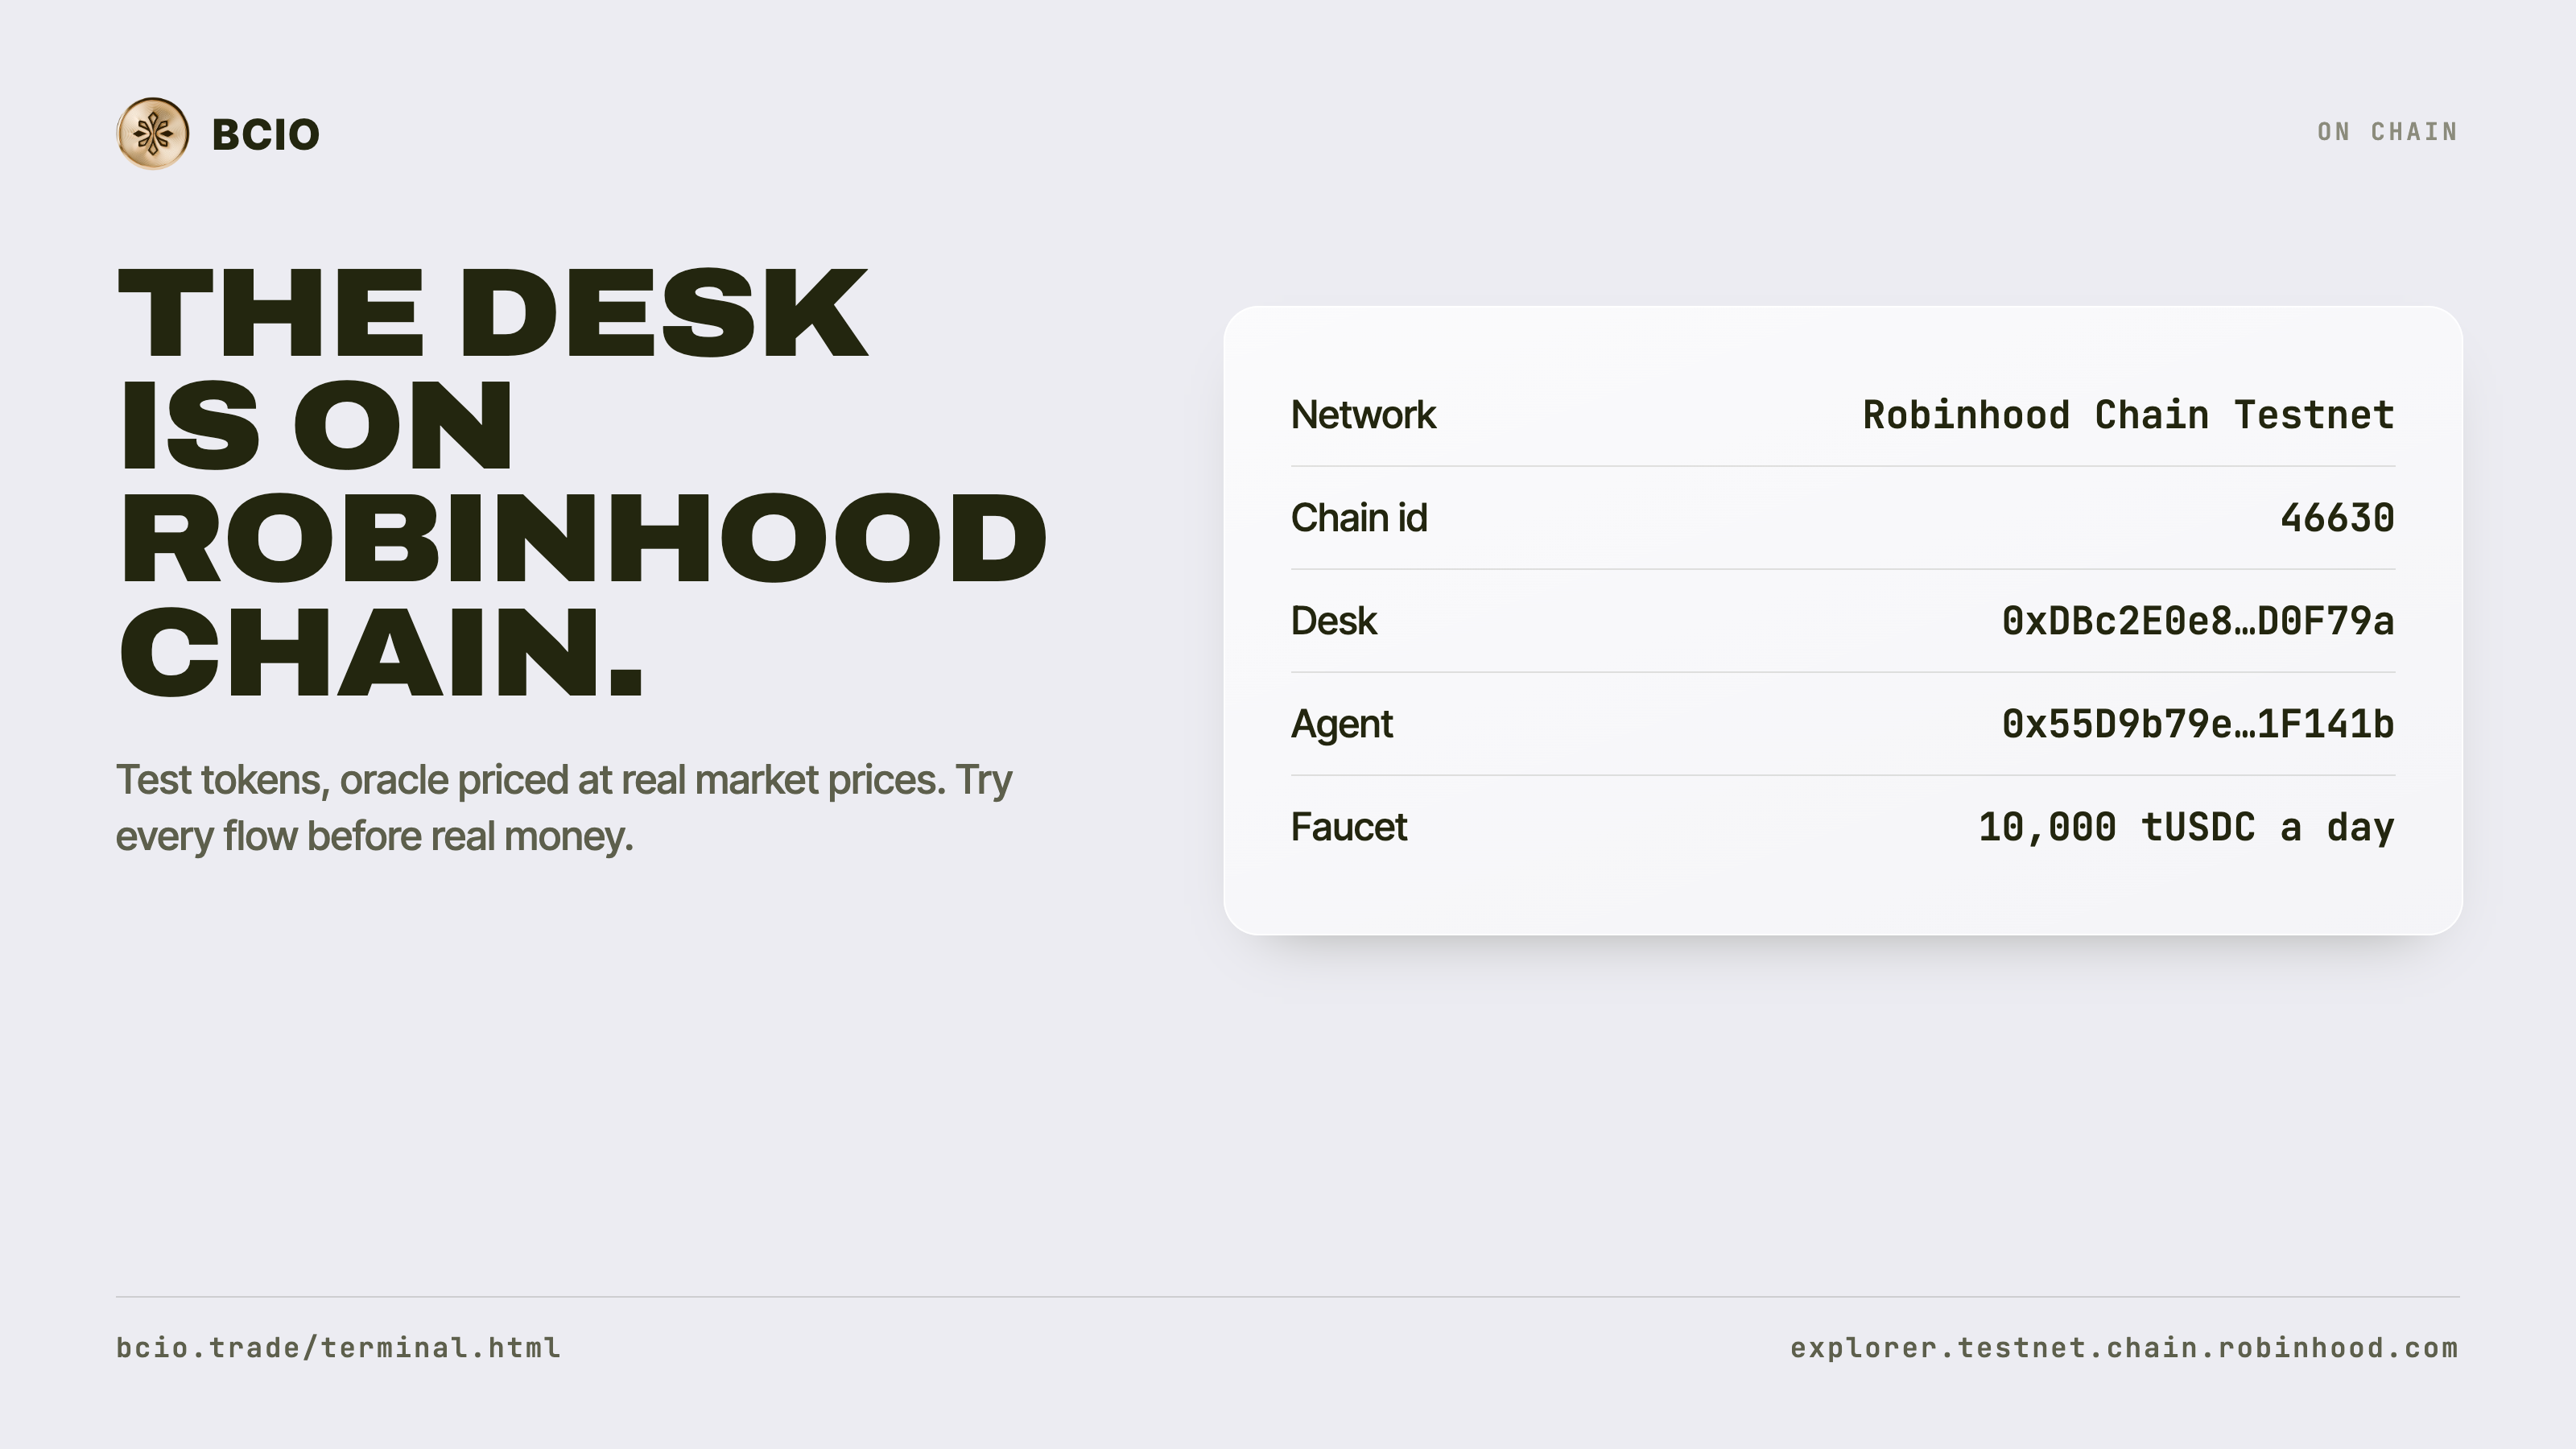 BCIO
ON CHAIN
THE DESK
IS ON
ROBINHOOD
CHAIN.
Test tokens, oracle priced at real market prices. Try
every flow before real money.
Network Robinhood Chain Testnet
Chain id 46630
Desk 0xDBc2E0e8…D0F79a
Agent 0x55D9b79e…1F141b
Faucet 10,000 tUSDC a day
bcio.trade/terminal.html
explorer.testnet.chain.robinhood.com